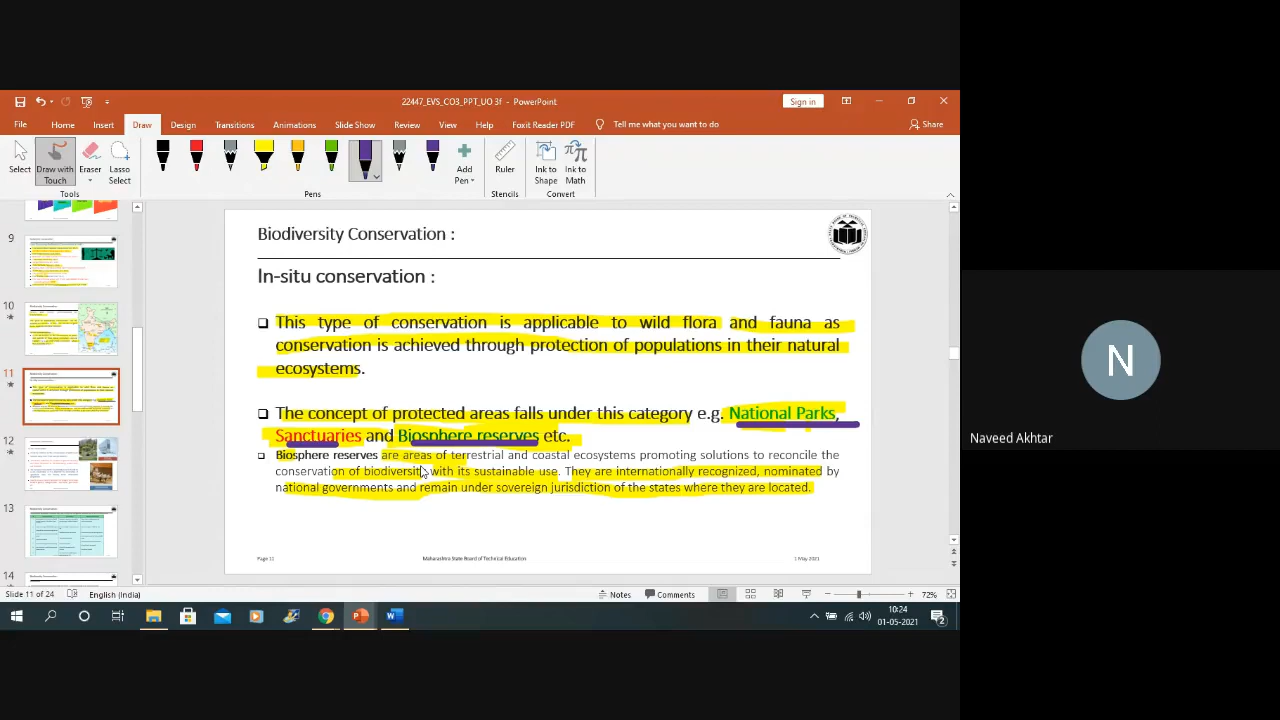 22447_EVS_CO3_PPT_UO 3f - PowerPoint
Sign in
File Home Insert Draw Design Transitions Animations Slide Show Review View Help Foxit Reader PDF Tell me what you want to do Share
Select Draw with Touch Eraser Lasso Select Add Pen Ruler Ink to Shape Ink to Math
Tools Pens Stencils Convert
9
10
11
12
13
14
Biodiversity Conservation :
In-situ conservation :
This type of conservation is applicable to wild flora and fauna as
conservation is achieved through protection of populations in their natural
ecosystems.
The concept of protected areas falls under this category e.g. National Parks,
Sanctuaries and Biosphere reserves etc.
Biosphere reserves are areas of terrestrial and coastal ecosystems promoting solutions to reconcile the
conservation of biodiversity with its sustainable use. They are internationally recognized, nominated by
national governments and remain under sovereign jurisdiction of the states where they are located.
Page 11 Maharashtra State Board of Technical Education 1 May 2021
Slide 11 of 24 English (India) Notes Comments 72%
10:24
01-05-2021
2
N
Naveed Akhtar